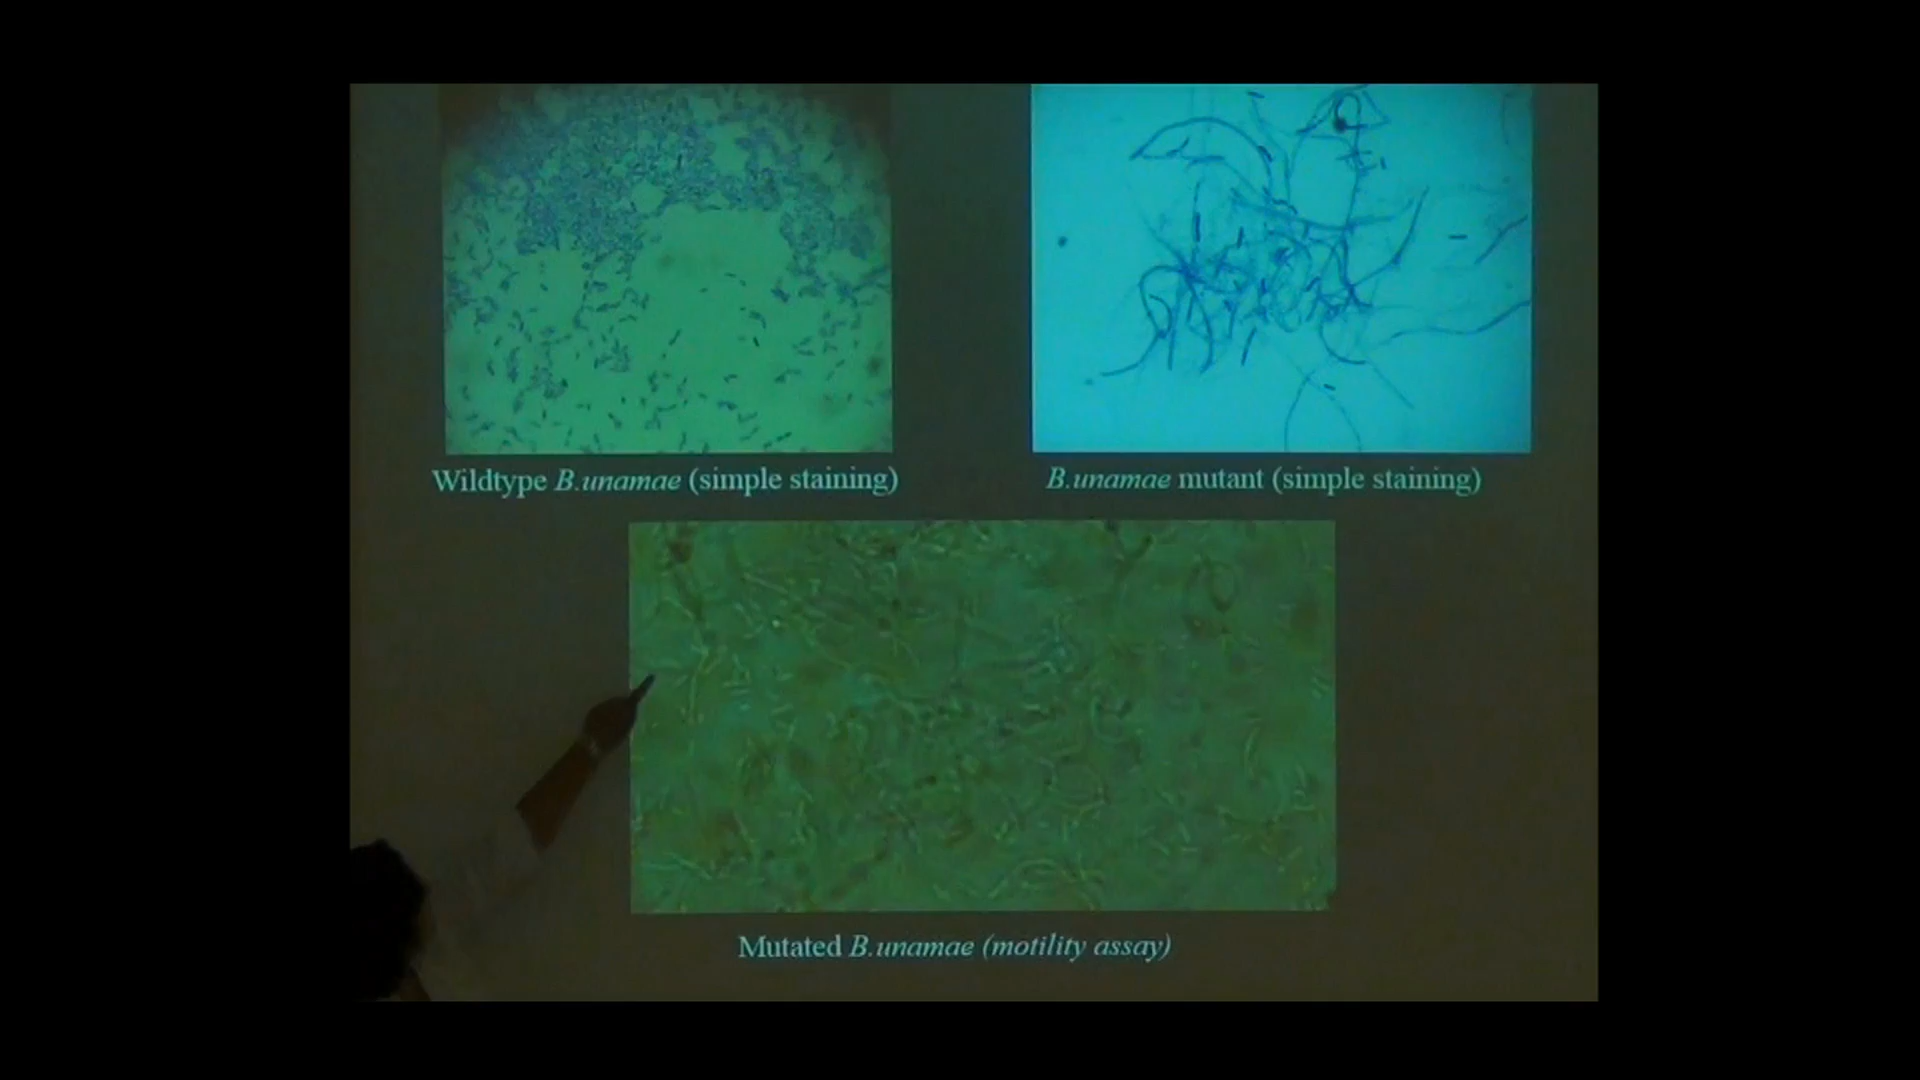 Wildtype B.unamae (simple staining)
B.unamae mutant (simple staining)
Mutated B.unamae (motility assay)